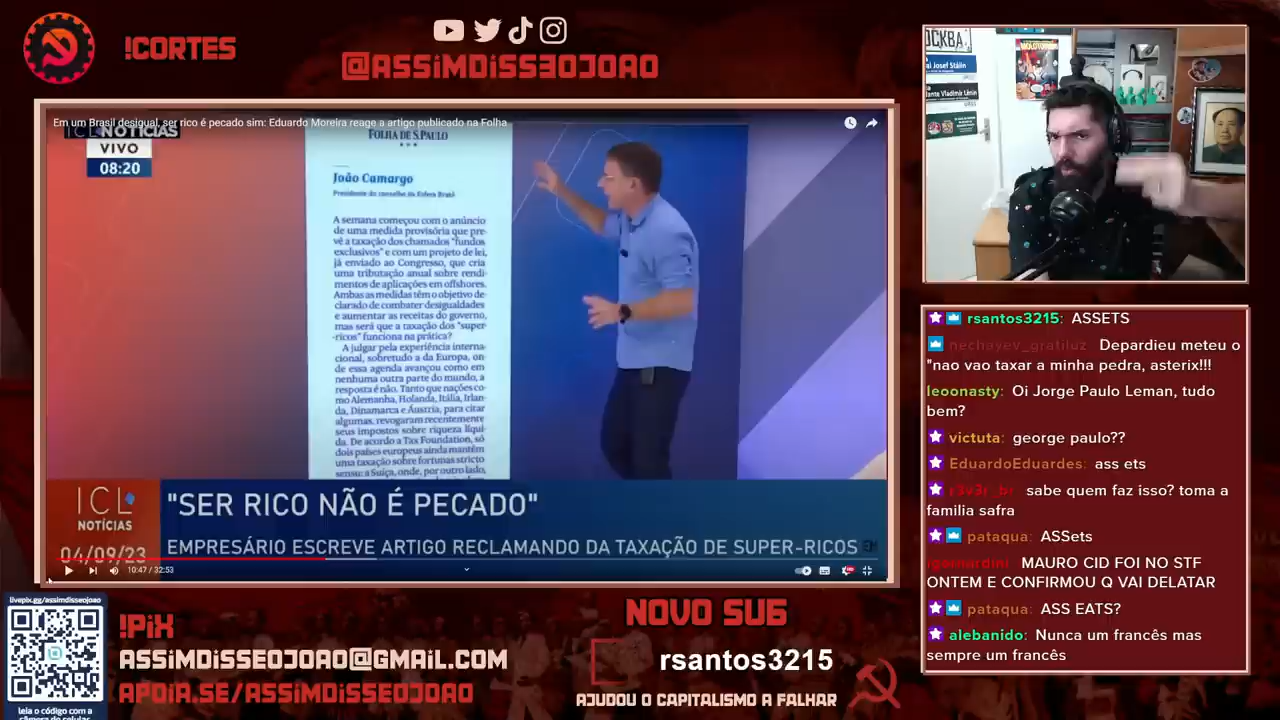 !CORTES
@ASSIMDISSEOJOAO
Em um Brasil desigual, ser rico é pecado sim: Eduardo Moreira reage a artigo publicado na Folha
ICL NOTÍCIAS
VIVO
08:20
FOLHA DE S.PAULO
João Camargo
Presidente do conselho da Esfera Brasil
A semana começou com o anúncio
de uma medida provisória que pre-
vê a taxação dos chamados "fundos
exclusivos" e com um projeto de lei,
já enviado ao Congresso, que cria
uma tributação anual sobre rendi-
mentos de aplicações em offshores.
Ambas as medidas têm o objetivo de-
clarado de combater desigualdades
e aumentar as receitas do governo,
mas será que a taxação dos "super-
-ricos" funciona na prática?
A julgar pela experiência interna-
cional, sobretudo a da Europa, on-
de essa agenda avançou como em
nenhuma outra parte do mundo, a
resposta é não. Tanto que nações co-
mo Alemanha, Holanda, Itália, Irlan-
da, Dinamarca e Áustria, para citar
algumas, revogaram recentemente
seus impostos sobre riqueza líqui-
da. De acordo a Tax Foundation, só
dois países europeus ainda mantêm
uma taxação sobre fortunas stricto
sensu: a Suíça, onde, por outro lado,
ICL
NOTÍCIAS
04/09/23
"SER RICO NÃO É PECADO"
EMPRESÁRIO ESCREVE ARTIGO RECLAMANDO DA TAXAÇÃO DE SUPER-RICOS
10:47 / 32:53
livepix.gg/assimdisseojoao
leia o código com a
câmera do celular
!PIX
ASSIMDISSEOJOAO@GMAIL.COM
APOIA.SE/ASSIMDISSEOJOAO
NOVO SUB
rsantos3215
AJUDOU O CAPITALISMO A FALHAR
rsantos3215: ASSETS
nechayev_gratiluz Depardieu meteu o
"nao vao taxar a minha pedra, asterix!!!
leoonasty: Oi Jorge Paulo Leman, tudo
bem?
victuta: george paulo??
EduardoEduardes: ass ets
r3v3r_br sabe quem faz isso? toma a
familia safra
pataqua: ASSets
igernardini MAURO CID FOI NO STF
ONTEM E CONFIRMOU Q VAI DELATAR
pataqua: ASS EATS?
alebanido: Nunca um francês mas
sempre um francês